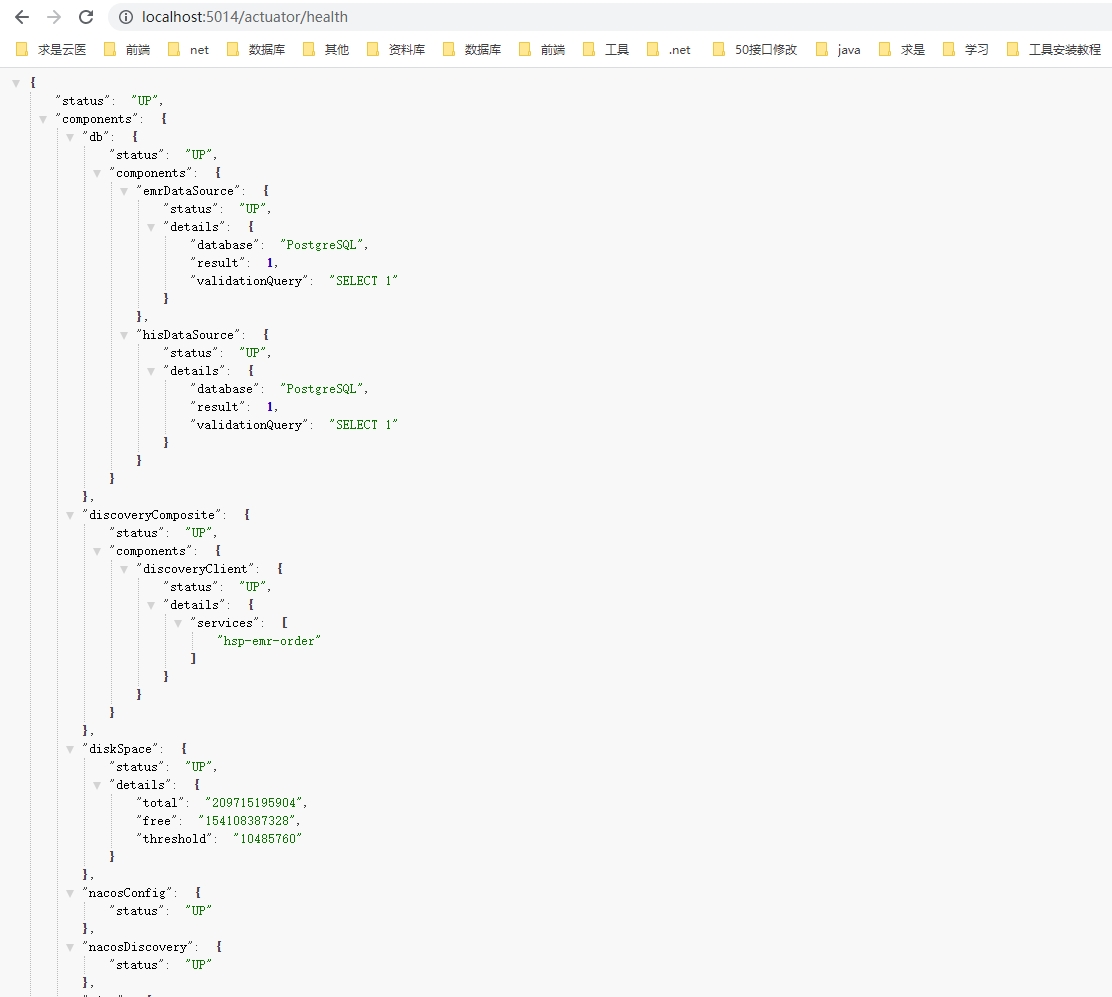 localhost:5014/actuator/health
求是云医 前端 net 数据库 其他 资料库 数据库 前端 工具 .net 50接口修改 java 求是 学习 工具安装教程
{
"status": "UP",
"components": {
"db": {
"status": "UP",
"components": {
"emrDataSource": {
"status": "UP",
"details": {
"database": "PostgreSQL",
"result": 1,
"validationQuery": "SELECT 1"
}
},
"hisDataSource": {
"status": "UP",
"details": {
"database": "PostgreSQL",
"result": 1,
"validationQuery": "SELECT 1"
}
}
}
},
"discoveryComposite": {
"status": "UP",
"components": {
"discoveryClient": {
"status": "UP",
"details": {
"services": [
"hsp-emr-order"
]
}
}
}
},
"diskSpace": {
"status": "UP",
"details": {
"total": "209715195904",
"free": "154108387328",
"threshold": "10485760"
}
},
"nacosConfig": {
"status": "UP"
},
"nacosDiscovery": {
"status": "UP"
},